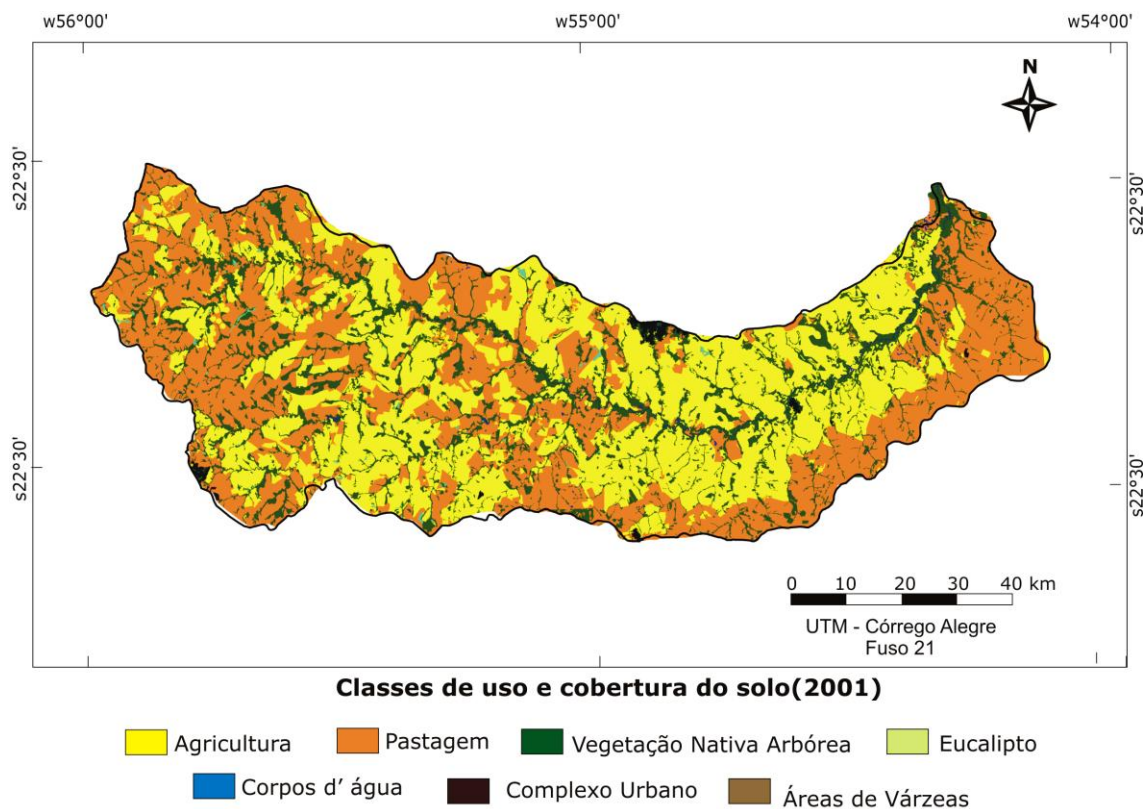 w56°00' w55°00' w54°00'
N
s22°30' s22°30'
s22°30' s22°30'
0 10 20 30 40 km
UTM - Córrego Alegre
Fuso 21
Classes de uso e cobertura do solo(2001)
Agricultura Pastagem Vegetação Nativa Arbórea Eucalipto
Corpos d' água Complexo Urbano Áreas de Várzeas